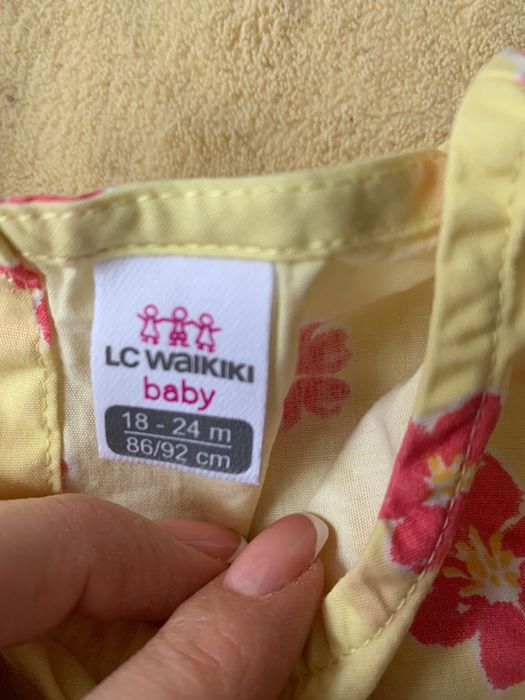 LC WAIKIKI
baby
18 - 24 m
86/92 cm